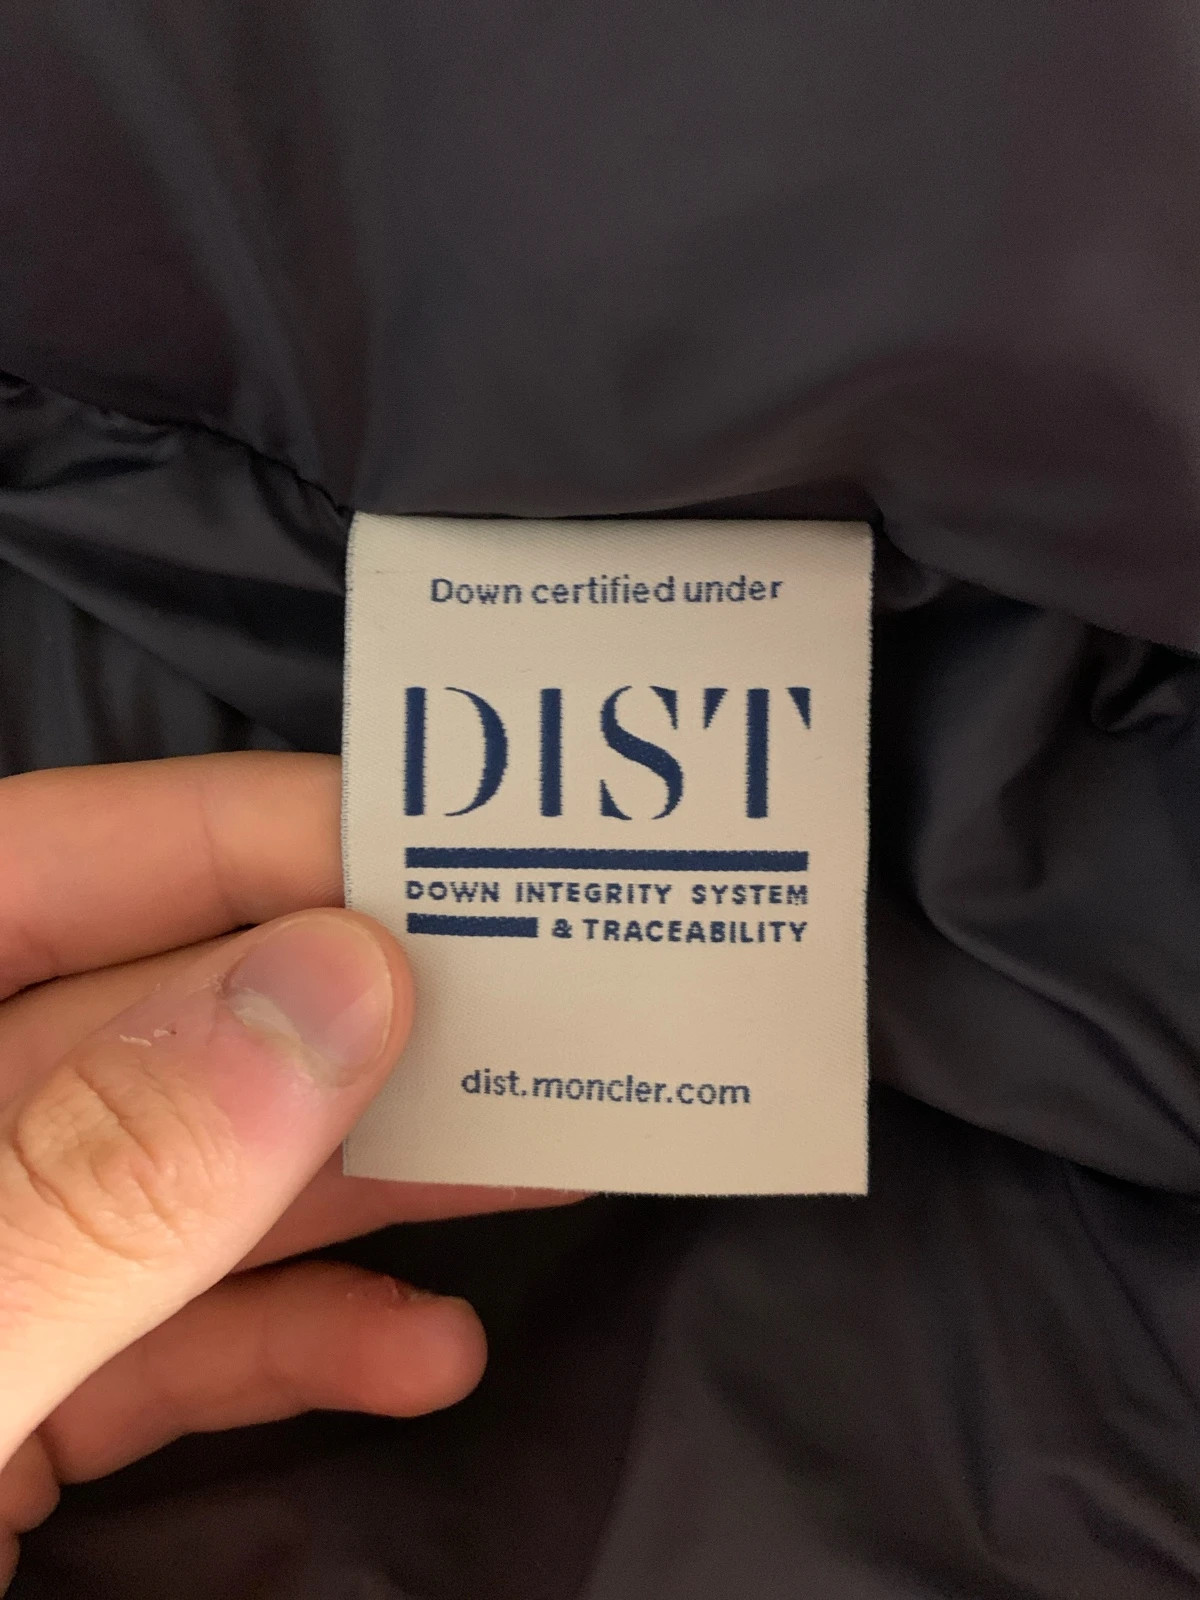 Down certified under
DIST
DOWN INTEGRITY SYSTEM
& TRACEABILITY
dist.moncler.com